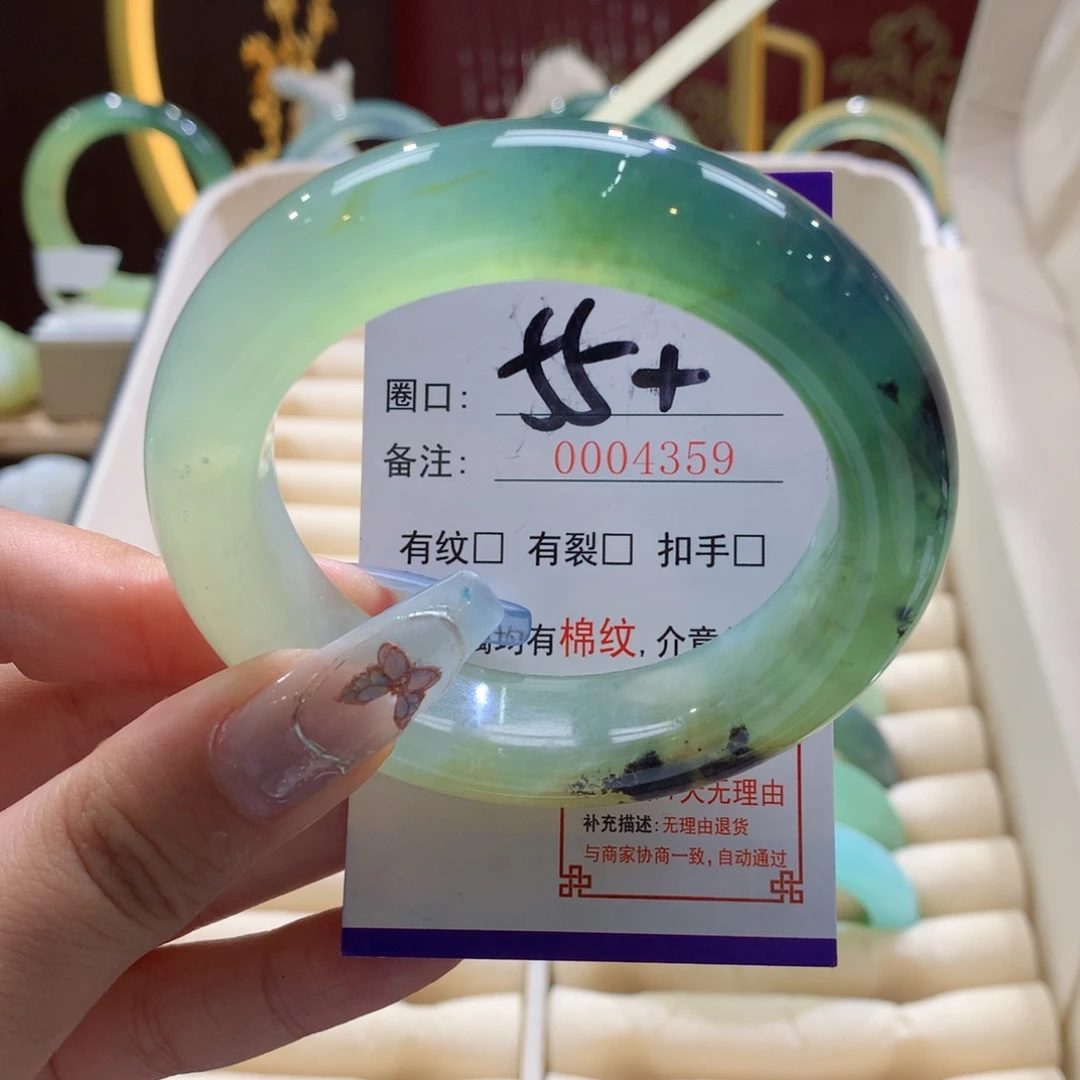 圈口: 55+
备注: 0004359
有纹□ 有裂□ 扣手□
均有棉纹, 介
天无理由
补充描述: 无理由退货
与商家协商一致, 自动通过